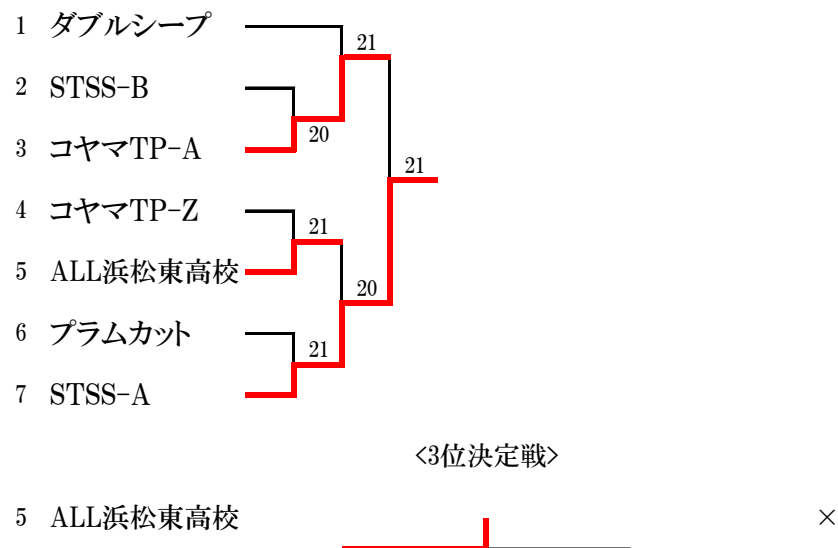 1 ダブルシープ
21
2 STSS-B
20
3 コヤマTP-A
21
4 コヤマTP-Z
21
5 ALL浜松東高校
20
6 プラムカット
21
7 STSS-A
<3位決定戦>
5 ALL浜松東高校 ×